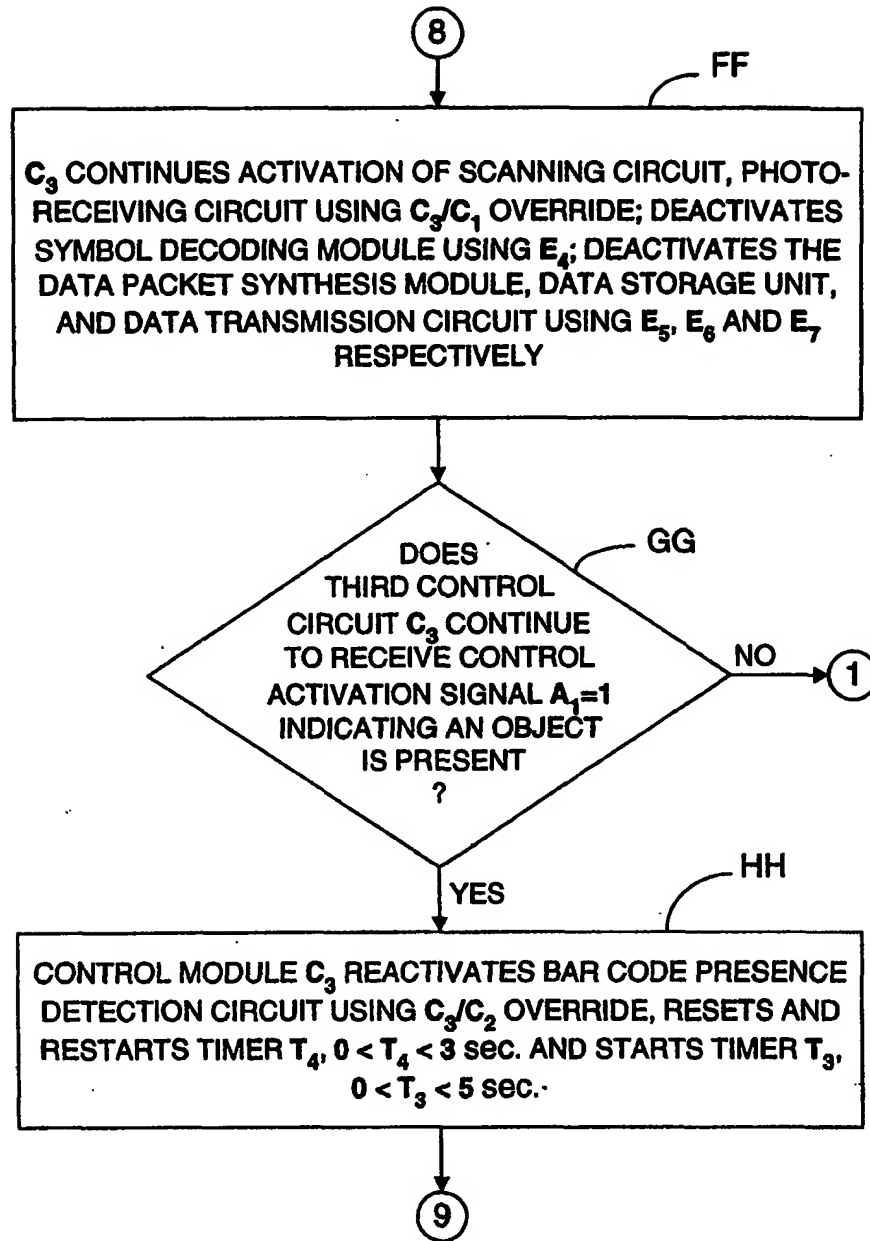 8
FF
C₃ CONTINUES ACTIVATION OF SCANNING CIRCUIT, PHOTO-
RECEIVING CIRCUIT USING C₃/C₁ OVERRIDE; DEACTIVATES
SYMBOL DECODING MODULE USING E₄; DEACTIVATES THE
DATA PACKET SYNTHESIS MODULE, DATA STORAGE UNIT,
AND DATA TRANSMISSION CIRCUIT USING E₅, E₆ AND E₇
RESPECTIVELY
GG
DOES
THIRD CONTROL
CIRCUIT C₃ CONTINUE
TO RECEIVE CONTROL
ACTIVATION SIGNAL A₁=1
INDICATING AN OBJECT
IS PRESENT
?
NO
1
YES
HH
CONTROL MODULE C₃ REACTIVATES BAR CODE PRESENCE
DETECTION CIRCUIT USING C₃/C₂ OVERRIDE, RESETS AND
RESTARTS TIMER T₄, 0 < T₄ < 3 sec. AND STARTS TIMER T₃,
0 < T₃ < 5 sec.
9